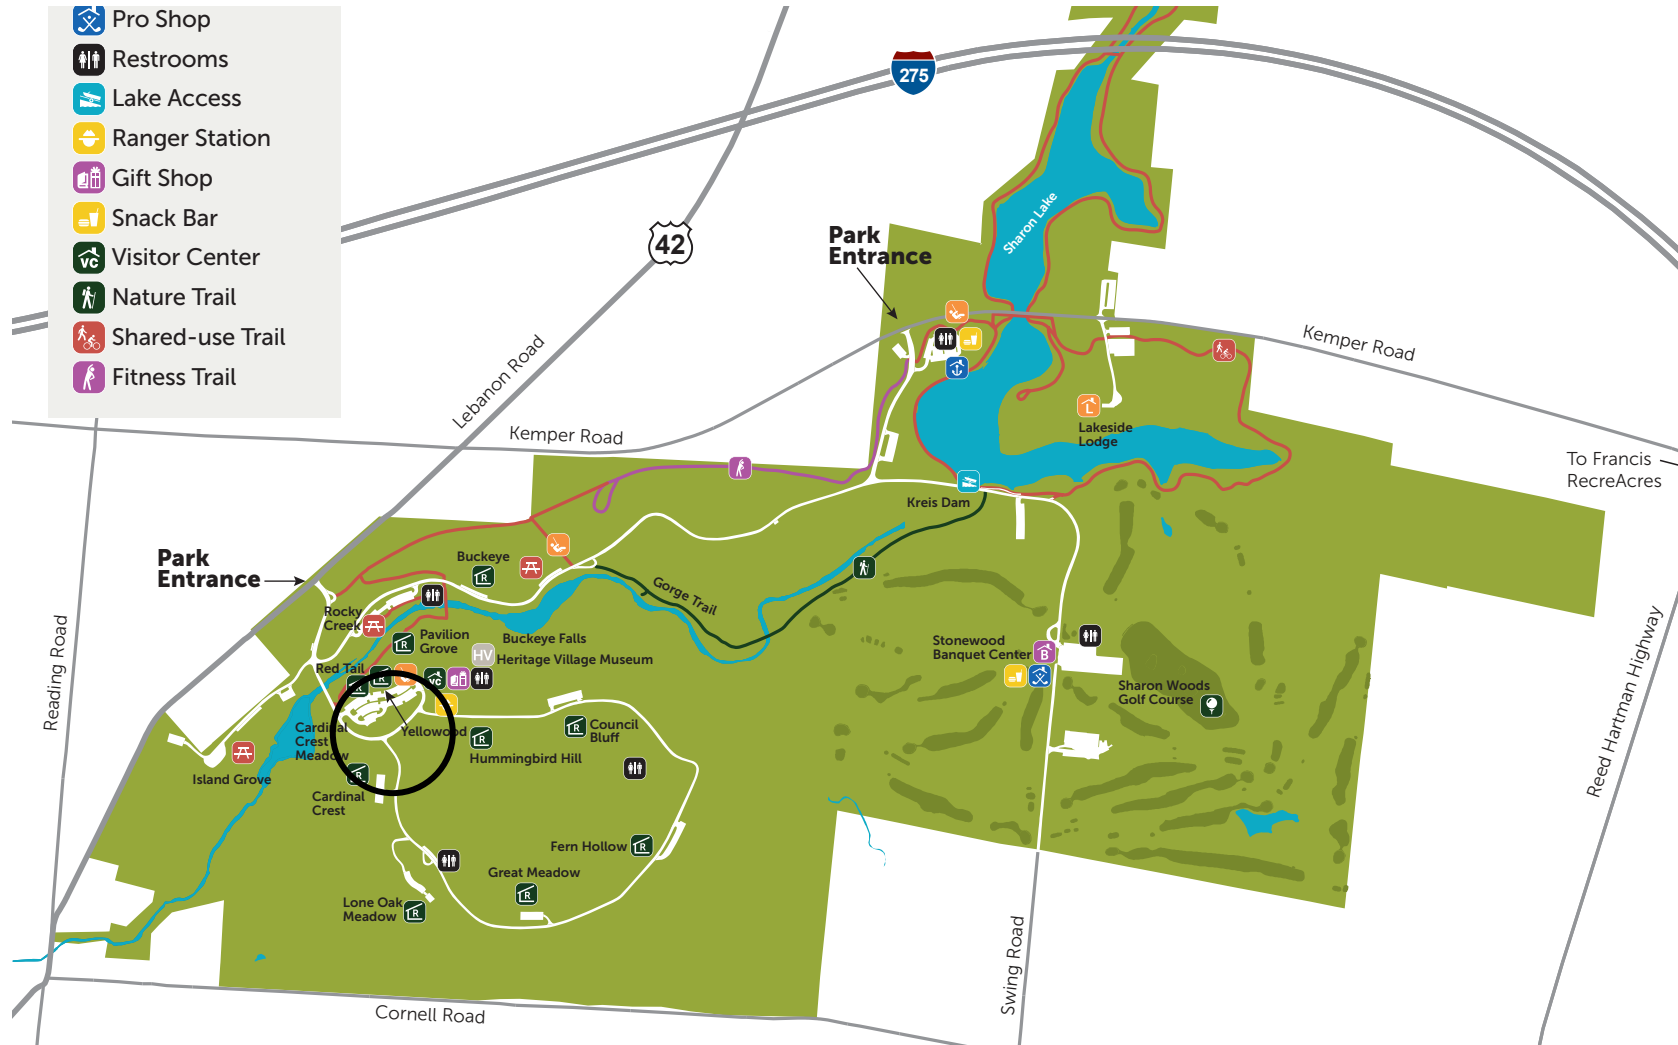 Pro Shop
Restrooms
Lake Access
Ranger Station
Gift Shop
Snack Bar
VC
Visitor Center
Nature Trail
Shared-use Trail
Fitness Trail
275
42
Sharon Lake
Park
Entrance
Kemper Road
Lebanon Road
Kemper Road
L
Lakeside
Lodge
To Francis
RecreAcres
Kreis Dam
Park
Entrance
Buckeye
R
Gorge Trail
Rocky
Creek
R
Pavilion
Grove
Buckeye Falls
HV
Heritage Village Museum
Red Tail
R
R
VC
Stonewood
Banquet Center
B
Sharon Woods
Golf Course
Reading Road
Red Hartman Highway
Cardinal
Crest
Meadow
Yellowood
R
Hummingbird Hill
R
Council
Bluff
Island Grove
R
Cardinal
Crest
Fern Hollow
R
Great Meadow
R
Lone Oak
Meadow
R
Swing Road
Cornell Road